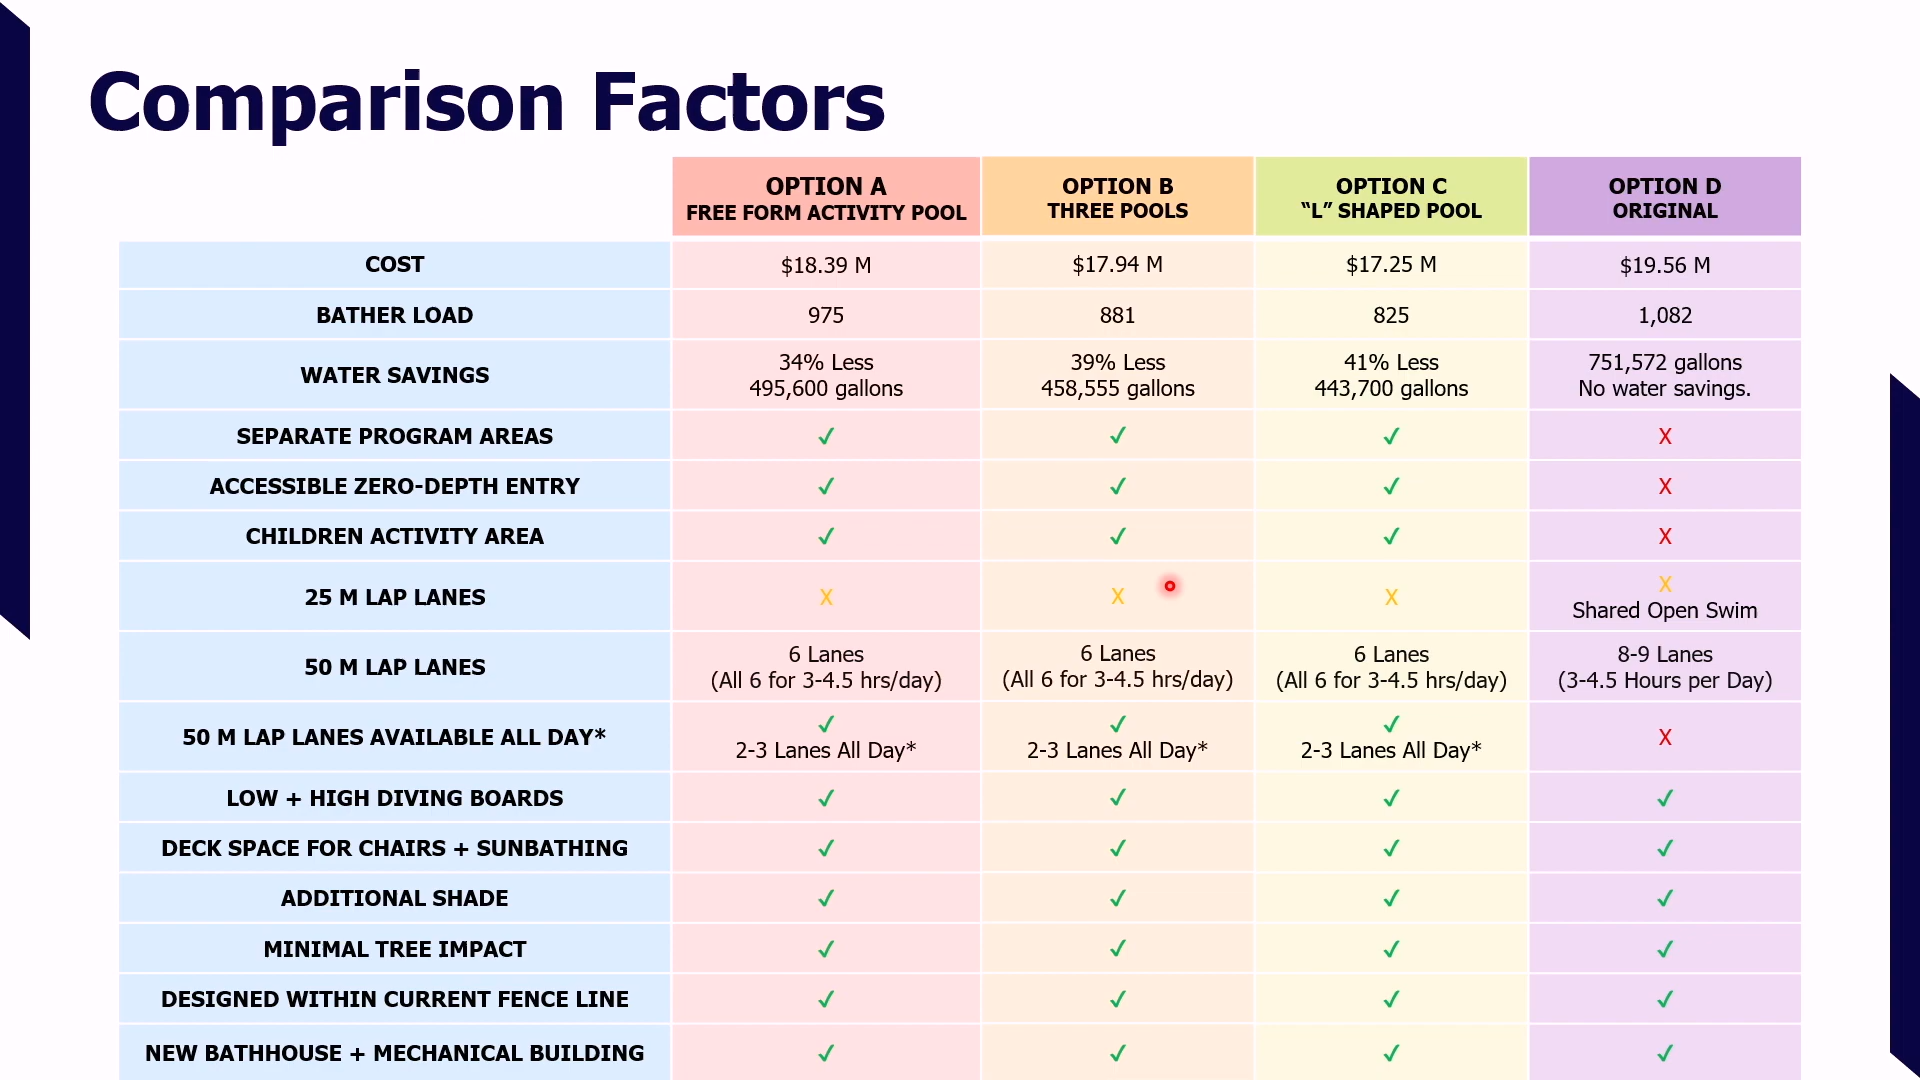 Comparison Factors
OPTION A
FREE FORM ACTIVITY POOL
OPTION B
THREE POOLS
OPTION C
“L” SHAPED POOL
OPTION D
ORIGINAL
COST
$18.39 M
$17.94 M
$17.25 M
$19.56 M
BATHER LOAD
975
881
825
1,082
WATER SAVINGS
34% Less
495,600 gallons
39% Less
458,555 gallons
41% Less
443,700 gallons
751,572 gallons
No water savings.
SEPARATE PROGRAM AREAS
✓
✓
✓
X
ACCESSIBLE ZERO-DEPTH ENTRY
✓
✓
✓
X
CHILDREN ACTIVITY AREA
✓
✓
✓
X
25 M LAP LANES
X
X
X
X
Shared Open Swim
50 M LAP LANES
6 Lanes
(All 6 for 3-4.5 hrs/day)
6 Lanes
(All 6 for 3-4.5 hrs/day)
6 Lanes
(All 6 for 3-4.5 hrs/day)
8-9 Lanes
(3-4.5 Hours per Day)
50 M LAP LANES AVAILABLE ALL DAY*
✓
2-3 Lanes All Day*
✓
2-3 Lanes All Day*
✓
2-3 Lanes All Day*
X
LOW + HIGH DIVING BOARDS
✓
✓
✓
✓
DECK SPACE FOR CHAIRS + SUNBATHING
✓
✓
✓
✓
ADDITIONAL SHADE
✓
✓
✓
✓
MINIMAL TREE IMPACT
✓
✓
✓
✓
DESIGNED WITHIN CURRENT FENCE LINE
✓
✓
✓
✓
NEW BATHHOUSE + MECHANICAL BUILDING
✓
✓
✓
✓